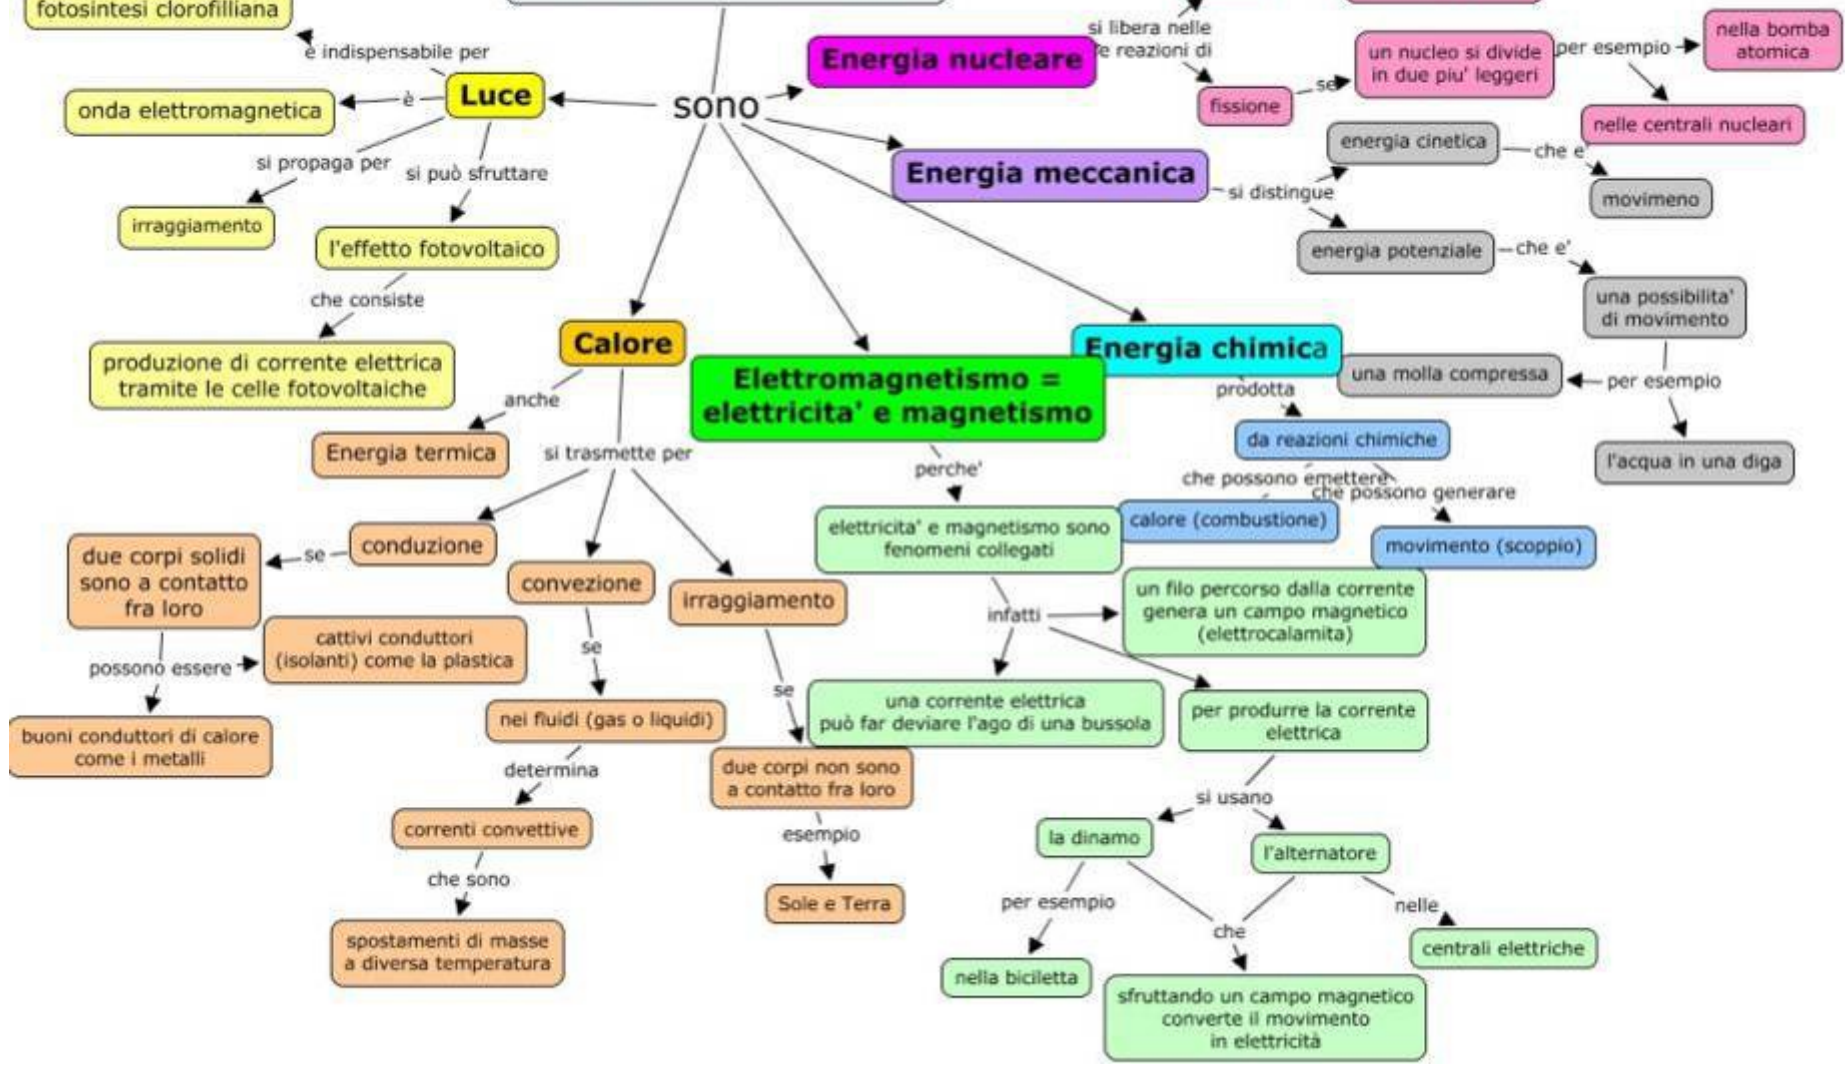 fotosintesi clorofilliana
è indispensabile per
Luce
è
onda elettromagnetica
si propaga per
irraggiamento
si può sfruttare
l'effetto fotovoltaico
che consiste
produzione di corrente elettrica
tramite le celle fotovoltaiche
sono
Energia nucleare
si libera nelle
e reazioni di
fissione
se
un nucleo si divide
in due piu' leggeri
per esempio
nella bomba
atomica
nelle centrali nucleari
Energia meccanica
si distingue
energia cinetica
che e'
movimeno
energia potenziale
che e'
una possibilita'
di movimento
per esempio
una molla compressa
l'acqua in una diga
Calore
anche
Energia termica
si trasmette per
conduzione
se
due corpi solidi
sono a contatto
fra loro
possono essere
cattivi conduttori
(isolanti) come la plastica
buoni conduttori di calore
come i metalli
convezione
se
nei fluidi (gas o liquidi)
determina
correnti convettive
che sono
spostamenti di masse
a diversa temperatura
irraggiamento
se
due corpi non sono
a contatto fra loro
esempio
Sole e Terra
Elettromagnetismo =
elettricita' e magnetismo
perche'
elettricita' e magnetismo sono
fenomeni collegati
infatti
un filo percorso dalla corrente
genera un campo magnetico
(elettrocalamita)
una corrente elettrica
può far deviare l'ago di una bussola
per produrre la corrente
elettrica
si usano
la dinamo
per esempio
nella biciletta
l'alternatore
nelle
centrali elettriche
che
sfruttando un campo magnetico
converte il movimento
in elettricità
Energia chimica
prodotta
da reazioni chimiche
che possono emettere
calore (combustione)
che possono generare
movimento (scoppio)